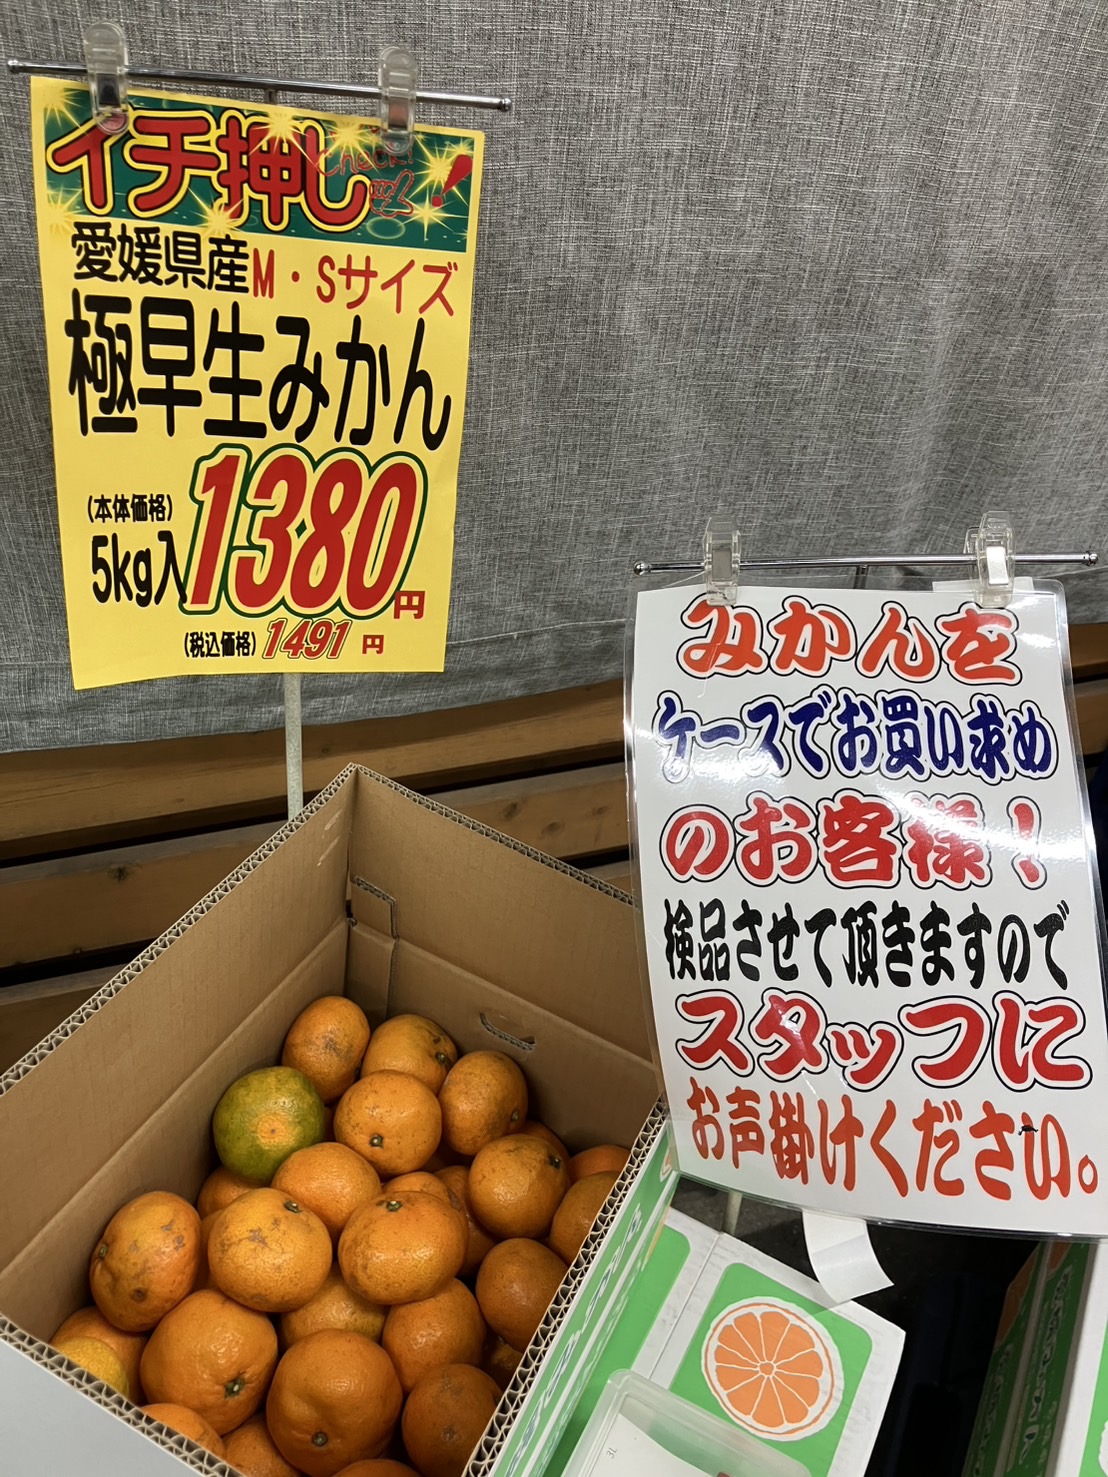 イチ押し！
Check!
愛媛県産M・Sサイズ
極早生みかん
(本体価格)
5kg入1380円
(税込価格)1491円
みかんを
ケースでお買い求め
のお客様！
検品させて頂きますので
スタッフに
お声掛けください。
3L